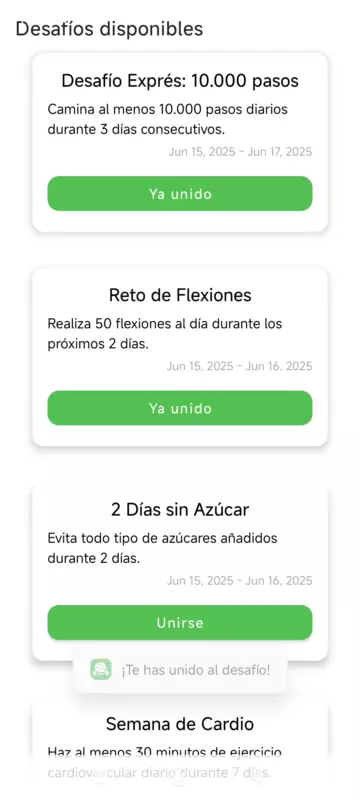 Desafíos disponibles
Desafío Exprés: 10.000 pasos
Camina al menos 10.000 pasos diarios
durante 3 días consecutivos.
Jun 15, 2025 - Jun 17, 2025
Ya unido
Reto de Flexiones
Realiza 50 flexiones al día durante los
próximos 2 días.
Jun 15, 2025 - Jun 16, 2025
Ya unido
2 Días sin Azúcar
Evita todo tipo de azúcares añadidos
durante 2 días.
Jun 15, 2025 - Jun 16, 2025
Unirse
¡Te has unido al desafío!
Semana de Cardio
Haz al menos 30 minutos de ejercicio
cardiovascular diario durante 7 días.